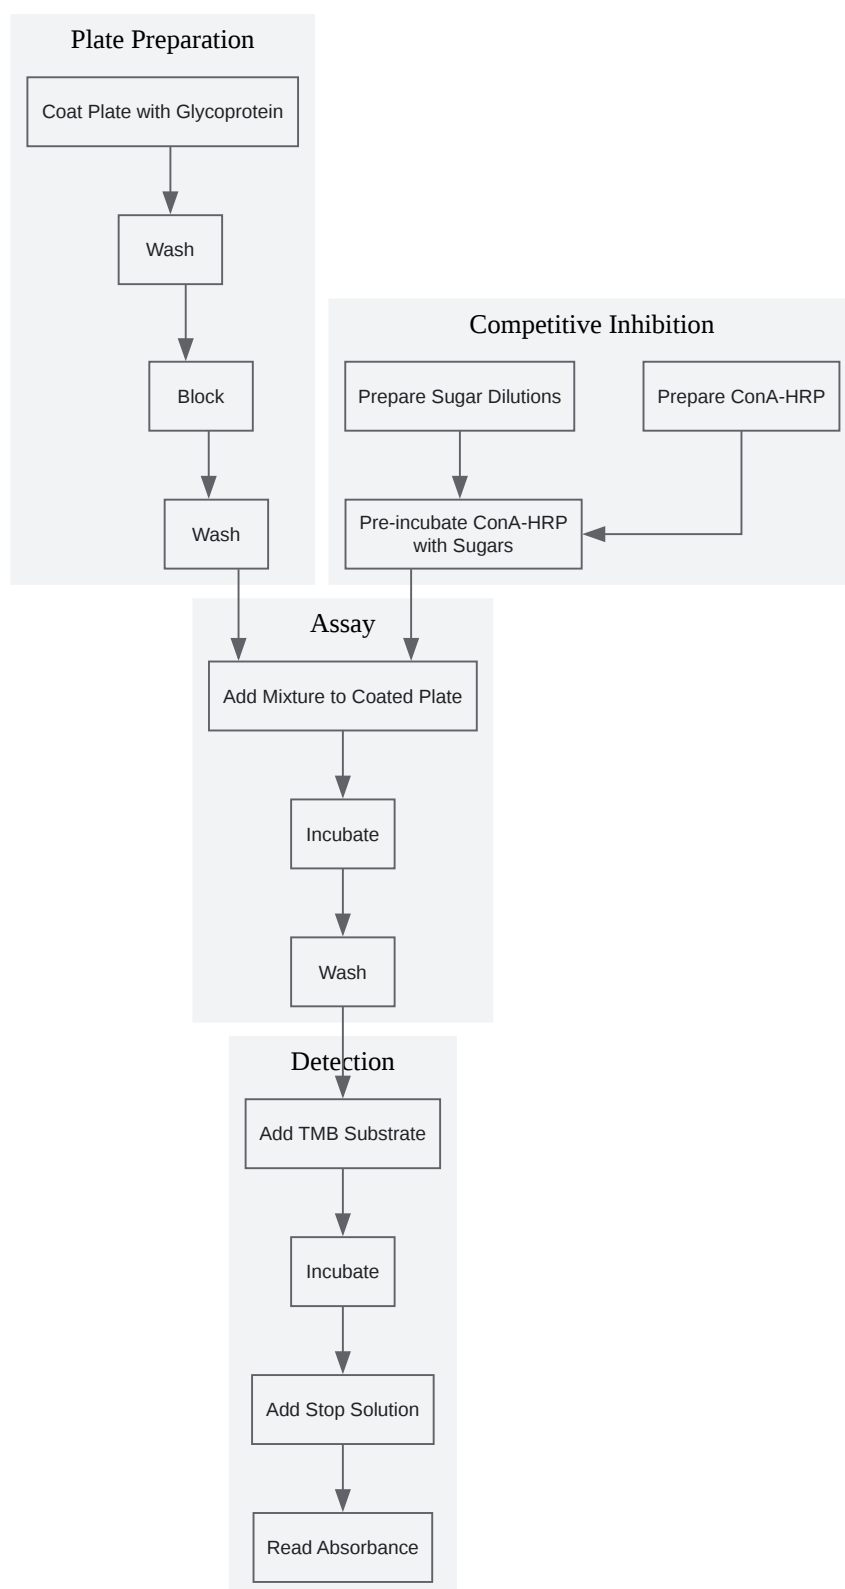 Plate Preparation
Coat Plate with Glycoprotein
Wash
Block
Wash
Competitive Inhibition
Prepare Sugar Dilutions
Prepare ConA-HRP
Pre-incubate ConA-HRP
with Sugars
Assay
Add Mixture to Coated Plate
Incubate
Wash
Detection
Add TMB Substrate
Incubate
Add Stop Solution
Read Absorbance